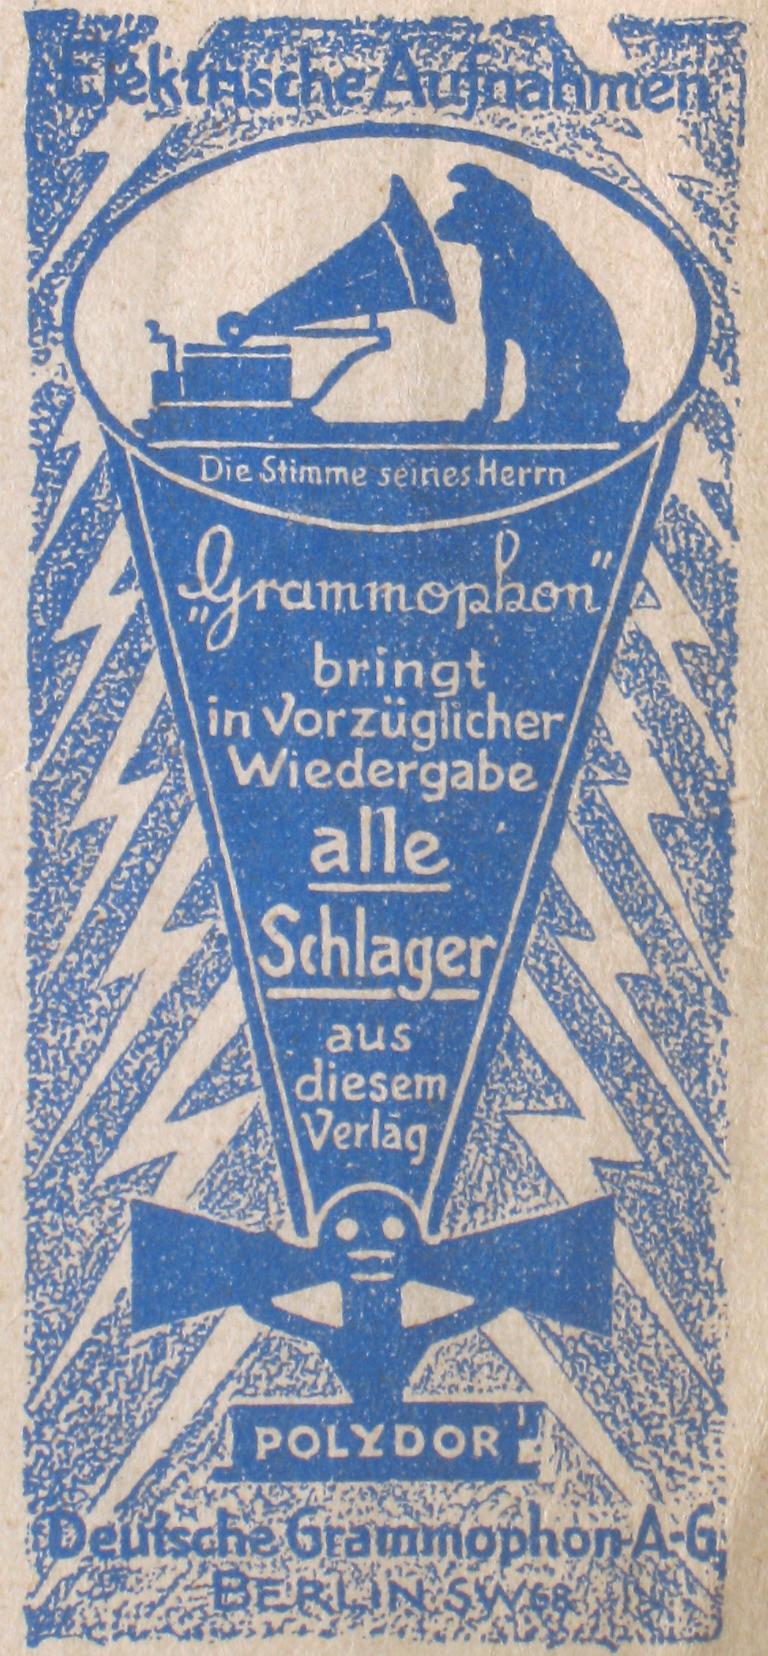 Elektrische Aufnahmen
Die Stimme seines Herrn
„Grammophon“
bringt
in Vorzüglicher
Wiedergabe
alle
Schlager
aus
diesem
Verlag
POLYDOR
Deutsche Grammophon-A-G.
BERLIN SW68